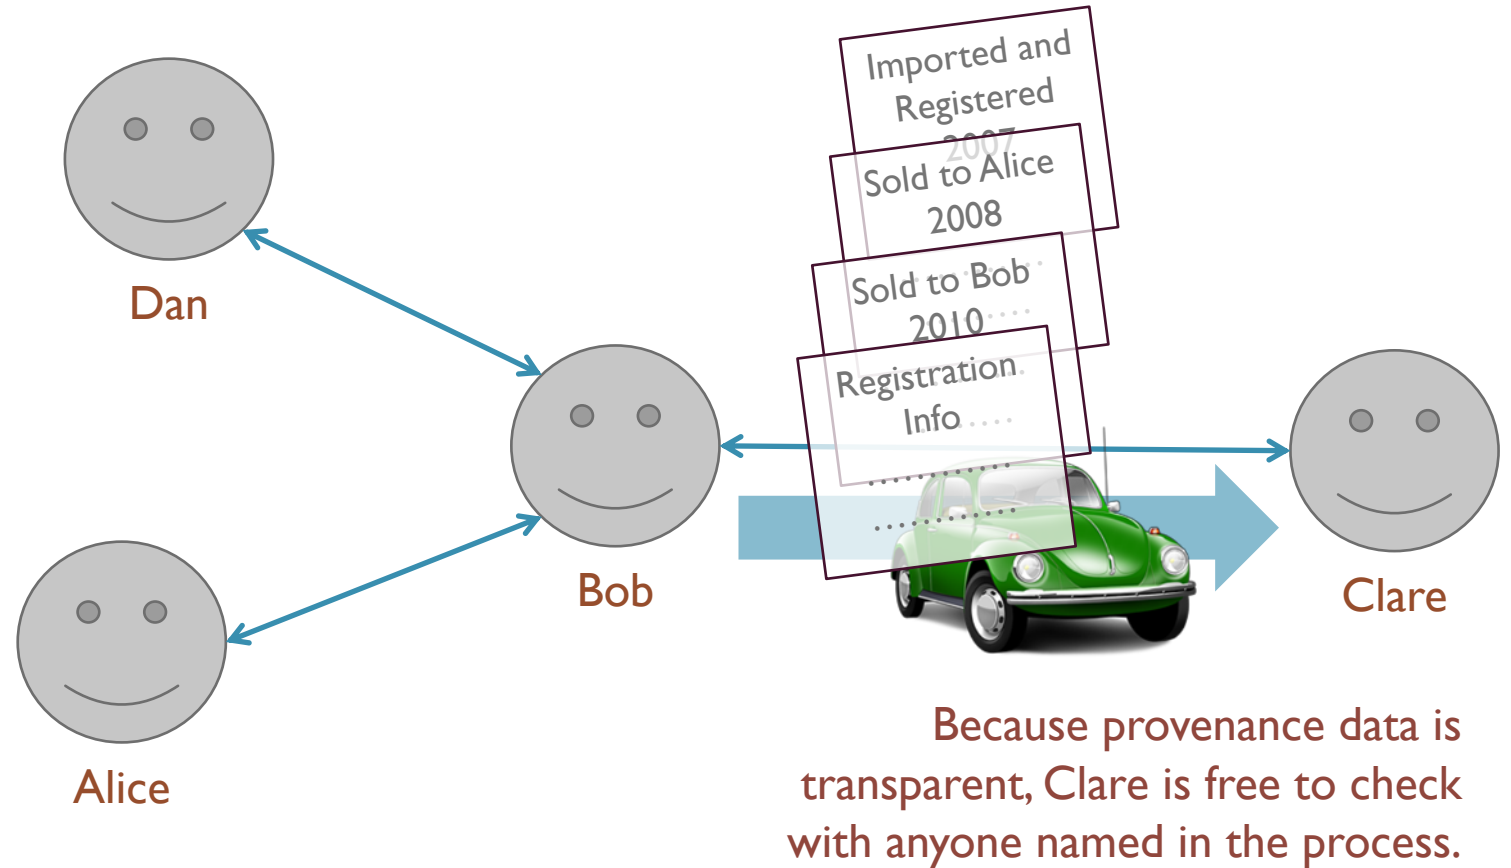 Imported and
Registered
2007
Sold to Alice
2008
Sold to Bob
2010
Registration
Info
Dan
Bob
Clare
Alice
Because provenance data is
transparent, Clare is free to check
with anyone named in the process.